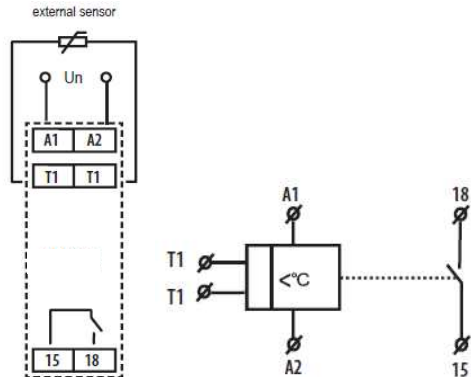 external sensor
Un
A1 A2
T1 T1
15 18
A1
18
T1
T1
<°C
A2
15